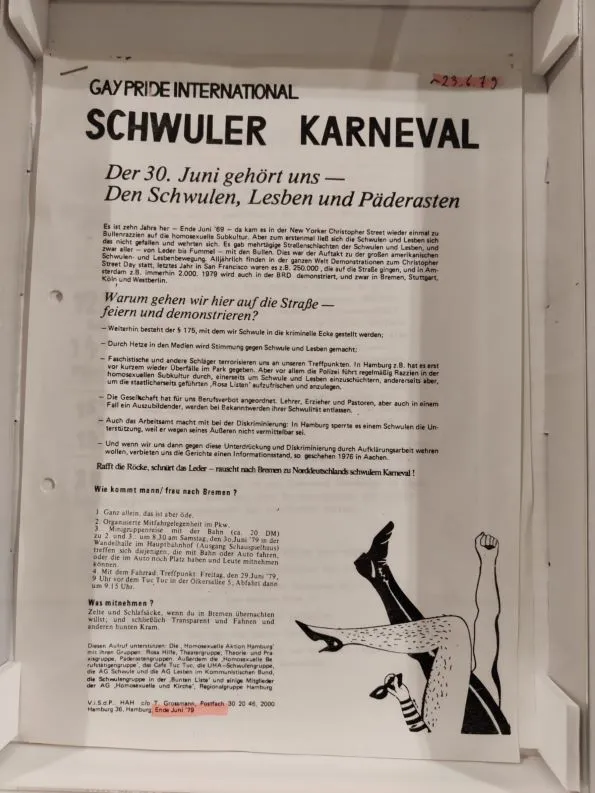 ~23.6.79
GAY PRIDE INTERNATIONAL
SCHWULER KARNEVAL
Der 30. Juni gehört uns —
Den Schwulen, Lesben und Päderasten
Es ist zehn Jahre her — Ende Juni '69 — da kam es in der New Yorker Christopher Street wieder einmal zu
Bullenrazzien auf die homosexuelle Subkultur. Aber zum erstenmal ließ sich die Schwulen und Lesben sich
das nicht gefallen und wehrten sich. Es gab mehrtägige Straßenschlachten der Schwulen und Lesben, und
zwar aller — von Leder bis Fummel — mit den Bullen. Dies war der Auftakt zu der großen amerikanischen
Schwulen- und Lesbenbewegung. Alljährlich finden in der ganzen Welt Demonstrationen zum Christopher
Street Day statt, letztes Jahr in San Francisco waren es z.B. 250.000, die auf die Straße gingen, und in Am-
sterdam z.B. immerhin 2.000. 1979 wird auch in der BRD demonstriert, und zwar in Bremen, Stuttgart,
Köln und Westberlin.
Warum gehen wir hier auf die Straße —
feiern und demonstrieren?
— Weiterhin besteht der § 175, mit dem wir Schwule in die kriminelle Ecke gestellt werden;
— Durch Hetze in den Medien wird Stimmung gegen Schwule und Lesben gemacht;
— Faschistische und andere Schläger terrorisieren uns an unseren Treffpunkten. In Hamburg z.B. hat es erst
vor kurzem wieder Überfälle im Park gegeben. Aber vor allem die Polizei führt regelmäßig Razzien in der
homosexuellen Subkultur durch, einerseits um Schwule und Lesben einzuschüchtern, andererseits aber,
um die staatlicherseits geführten 'Rosa Listen' aufzufrischen und anzulegen.
— Die Gesellschaft hat für uns Berufsverbot angeordnet. Lehrer, Erzieher und Pastoren, aber auch in einem
Fall ein Auszubildender, werden bei Bekanntwerden ihrer Schwulität entlassen.
— Auch das Arbeitsamt macht mit bei der Diskriminierung: In Hamburg sperrte es einem Schwulen die Un-
terstützung, weil er wegen seines Äußeren nicht vermittelbar sei.
— Und wenn wir uns dann gegen diese Unterdrückung und Diskriminierung durch Aufklärungsarbeit wehren
wollen, verbieten uns die Gerichte einen Informationsstand, so geschehen 1976 in Aachen.
Rafft die Röcke, schnürt das Leder – rauscht nach Bremen zu Norddeutschlands schwulem Karneval !
Wie kommt mann/frau nach Bremen ?
1. Ganz allein, das ist aber öde.
2. Organisierte Mitfahrgelegenheit im Pkw.
3. Minigruppenreise mit der Bahn (ca. 20 DM)
zu 2. und 3.: um 8.30 am Samstag, den 30. Juni '79 in der
Wandelhalle im Hauptbahnhof (Ausgang Schauspielhaus)
treffen sich diejenigen, die mit Bahn oder Auto fahren,
oder die im Auto noch Platz haben und Leute mitnehmen
können.
4. Mit dem Fahrrad. Treffpunkt: Freitag, den 29. Juni '79,
9 Uhr vor dem Tuc Tuc in der Ölkersallee 5; Abfahrt dann
um 9.15 Uhr.
Was mitnehmen ?
Zelte und Schlafsäcke, wenn du in Bremen übernachten
willst; und schließlich Transparent und Fahnen und
anderen bunten Kram.
Diesen Aufruf unterstützen: Die 'Homosexuelle Aktion Hamburg'
mit ihren Gruppen: Rosa Hilfe, Theatergruppe, Theorie- und Pra-
xisgruppe, Päderastengruppe. Außerdem die 'Homosexuelle Be-
rufstätigengruppe', das Cafe Tuc Tuc, die UHA-Schwulengruppe,
die AG Schwule und die AG Lesben im Kommunistischen Bund,
die Schwulengruppe in der 'Bunten Liste' und einige Mitglieder
der AG 'Homosexuelle und Kirche', Regionalgruppe Hamburg
V.i.S.d.P.: HAH c/o T. Grossmann, Postfach 30 20 46, 2000
Hamburg 36, Hamburg, Ende Juni '79